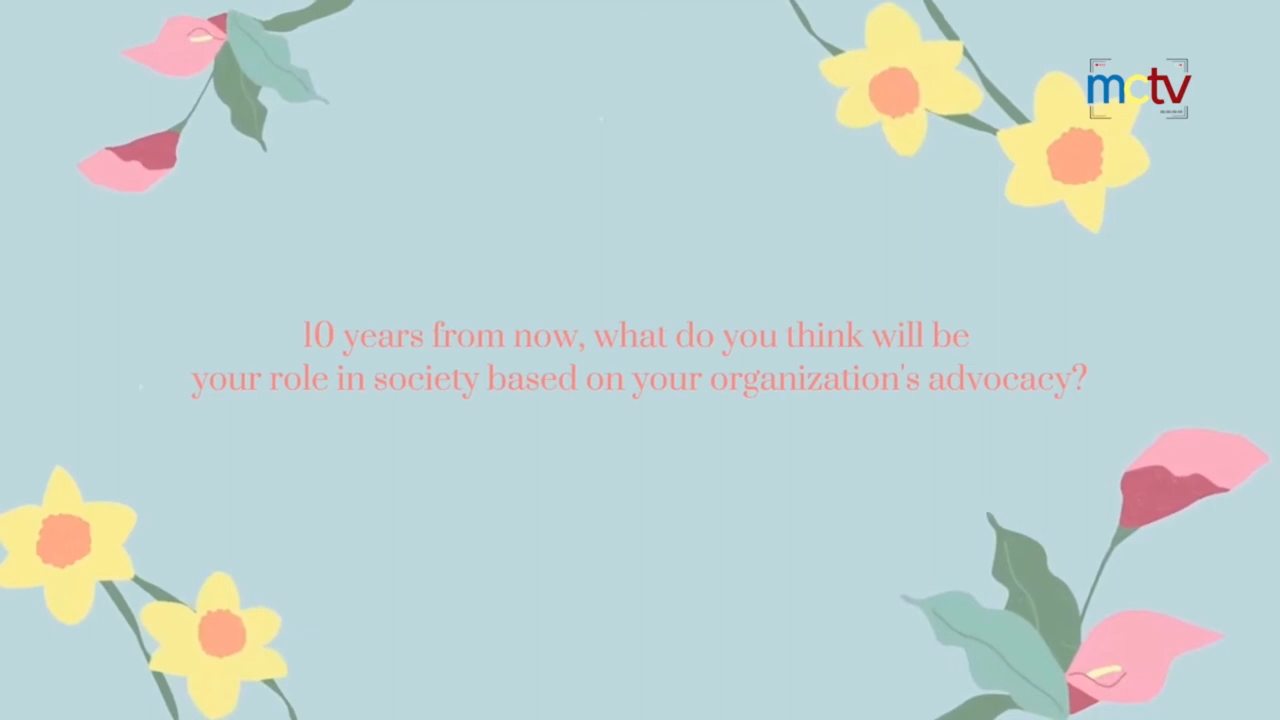 mctv
10 years from now, what do you think will be
your role in society based on your organization's advocacy?